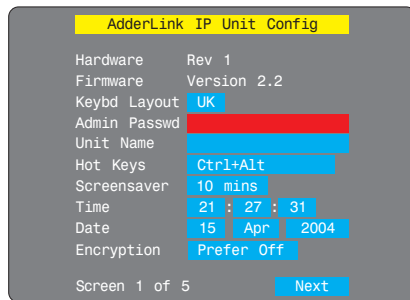 AdderLink IP Unit Config
Hardware Rev 1
Firmware Version 2.2
Keybd Layout UK
Admin Passwd
Unit Name
Hot Keys Ctrl+Alt
Screensaver 10 mins
Time 21 : 27 : 31
Date 15 Apr 2004
Encryption Prefer Off
Screen 1 of 5 Next